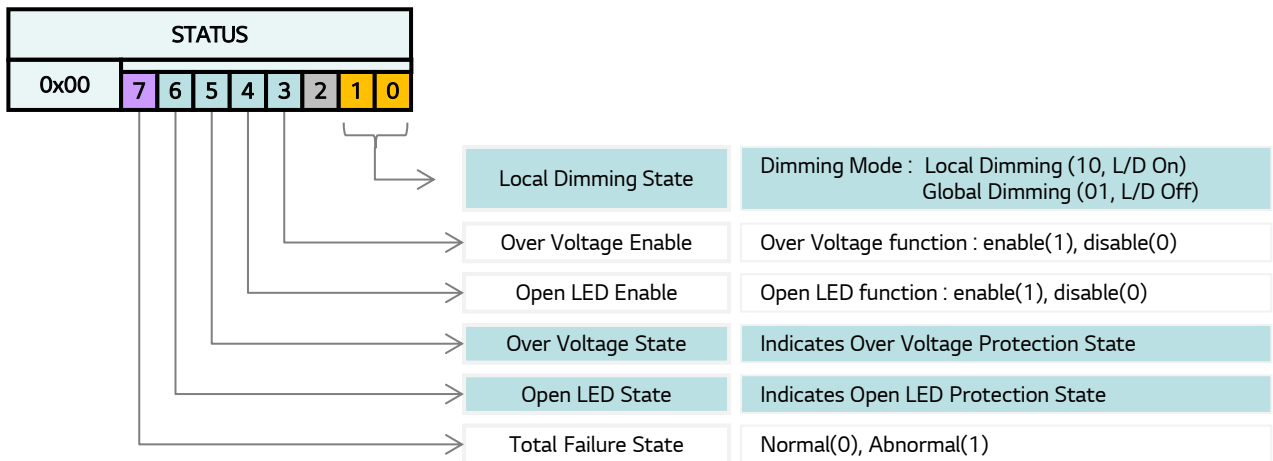 STATUS
0x00 7 6 5 4 3 2 1 0
Local Dimming State Dimming Mode : Local Dimming (10, L/D On)
Global Dimming (01, L/D Off)
Over Voltage Enable Over Voltage function : enable(1), disable(0)
Open LED Enable Open LED function : enable(1), disable(0)
Over Voltage State Indicates Over Voltage Protection State
Open LED State Indicates Open LED Protection State
Total Failure State Normal(0), Abnormal(1)